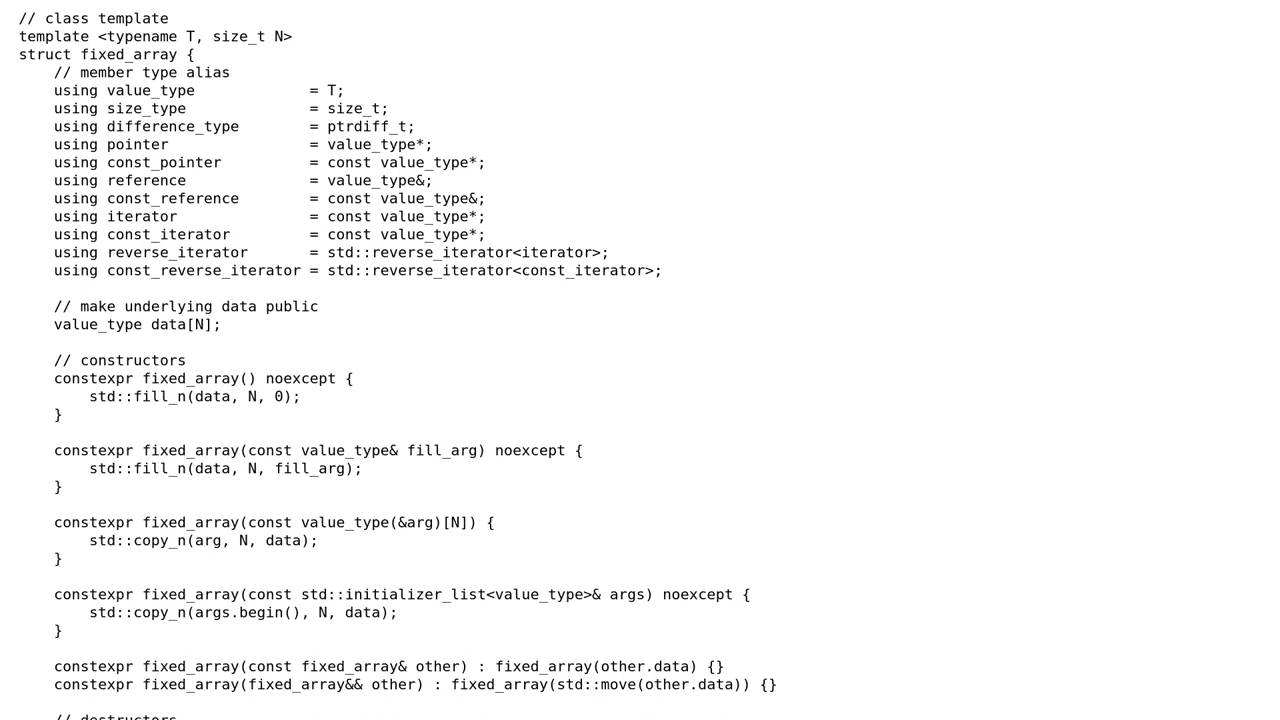 // class template
template <typename T, size_t N>
struct fixed_array {
    // member type alias
    using value_type             = T;
    using size_type              = size_t;
    using difference_type        = ptrdiff_t;
    using pointer                = value_type*;
    using const_pointer          = const value_type*;
    using reference              = value_type&;
    using const_reference        = const value_type&;
    using iterator               = const value_type*;
    using const_iterator         = const value_type*;
    using reverse_iterator       = std::reverse_iterator<iterator>;
    using const_reverse_iterator = std::reverse_iterator<const_iterator>;

    // make underlying data public
    value_type data[N];

    // constructors
    constexpr fixed_array() noexcept {
        std::fill_n(data, N, 0);
    }

    constexpr fixed_array(const value_type& fill_arg) noexcept {
        std::fill_n(data, N, fill_arg);
    }

    constexpr fixed_array(const value_type(&arg)[N]) {
        std::copy_n(arg, N, data);
    }

    constexpr fixed_array(const std::initializer_list<value_type>& args) noexcept {
        std::copy_n(args.begin(), N, data);
    }

    constexpr fixed_array(const fixed_array& other) : fixed_array(other.data) {}
    constexpr fixed_array(fixed_array&& other) : fixed_array(std::move(other.data)) {}

    // destructors